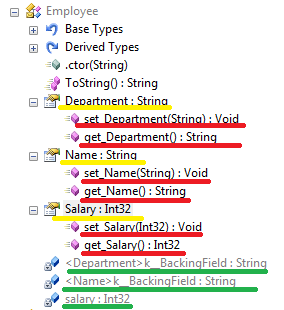 Employee
Base Types
Derived Types
.ctor(String)
ToString() : String
Department : String
set_Department(String) : Void
get_Department() : String
Name : String
set_Name(String) : Void
get_Name() : String
Salary : Int32
set_Salary(Int32) : Void
get_Salary() : Int32
<Department>k__BackingField : String
<Name>k__BackingField : String
salary : Int32